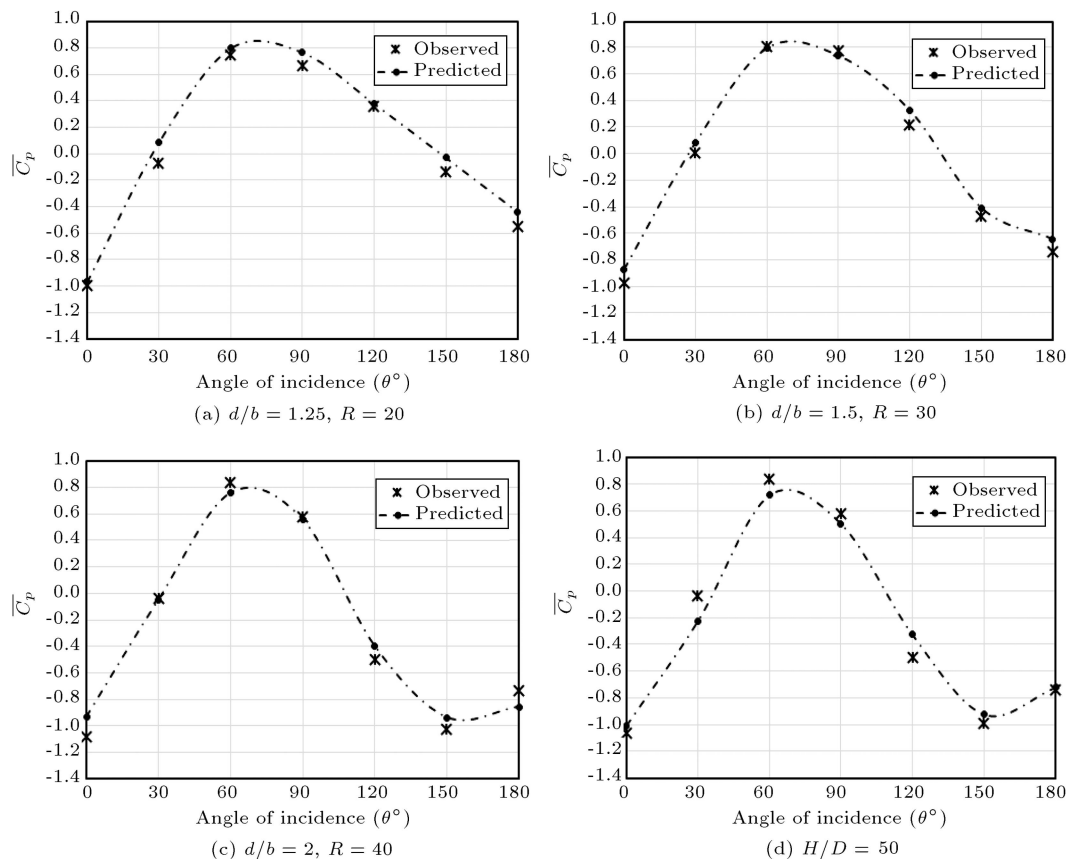 1.0
0.8
0.6
0.4
0.2
0.0
-0.2
-0.4
-0.6
-0.8
-1.0
-1.2
-1.4
C̅p
Observed
Predicted
0 30 60 90 120 150 180
Angle of incidence (θ°)
(a) d/b = 1.25, R = 20
1.0
0.8
0.6
0.4
0.2
0.0
-0.2
-0.4
-0.6
-0.8
-1.0
-1.2
-1.4
C̅p
Observed
Predicted
0 30 60 90 120 150 180
Angle of incidence (θ°)
(b) d/b = 1.5, R = 30
1.0
0.8
0.6
0.4
0.2
0.0
-0.2
-0.4
-0.6
-0.8
-1.0
-1.2
-1.4
C̅p
Observed
Predicted
0 30 60 90 120 150 180
Angle of incidence (θ°)
(c) d/b = 2, R = 40
1.0
0.8
0.6
0.4
0.2
0.0
-0.2
-0.4
-0.6
-0.8
-1.0
-1.2
-1.4
C̅p
Observed
Predicted
0 30 60 90 120 150 180
Angle of incidence (θ°)
(d) H/D = 50